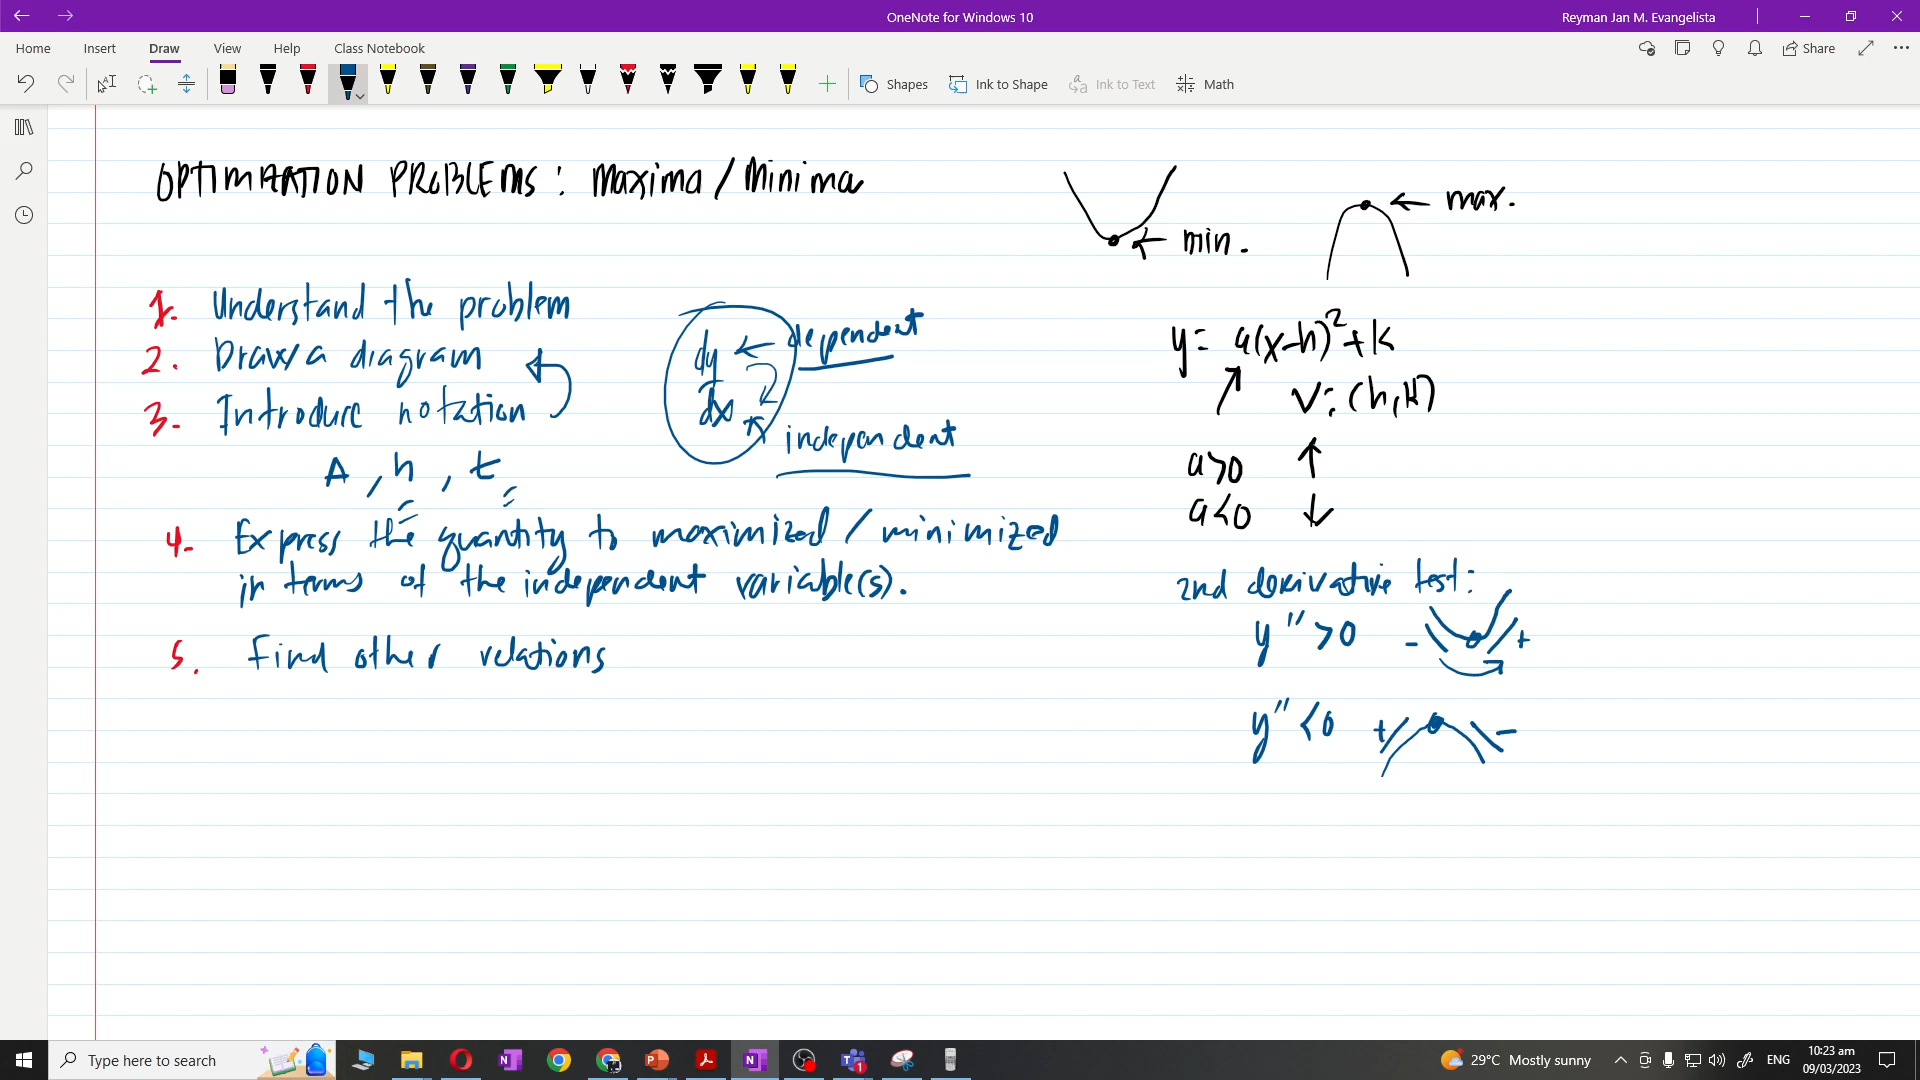 OneNote for Windows 10
Reyman Jan M. Evangelista
Home Insert Draw View Help Class Notebook
Share
Shapes Ink to Shape Ink to Text Math
OPTIMIZATION PROBLEMS: Maxima / Minima
← min.
← max.
1. Understand the problem
2. Draw a diagram
3. Introduce notation
A, h, t
dy ← dependent
dx
independent
4. Express the quantity to maximized / minimized
in terms of the independent variable(s).
5. Find other relations
y = a(x-h)²+k
V: (h,k)
a>0 ↑
a<0 ↓
2nd derivative test:
y">0 - +
y"<0 + -
Type here to search
29°C Mostly sunny
ENG
10:23 am
09/03/2023